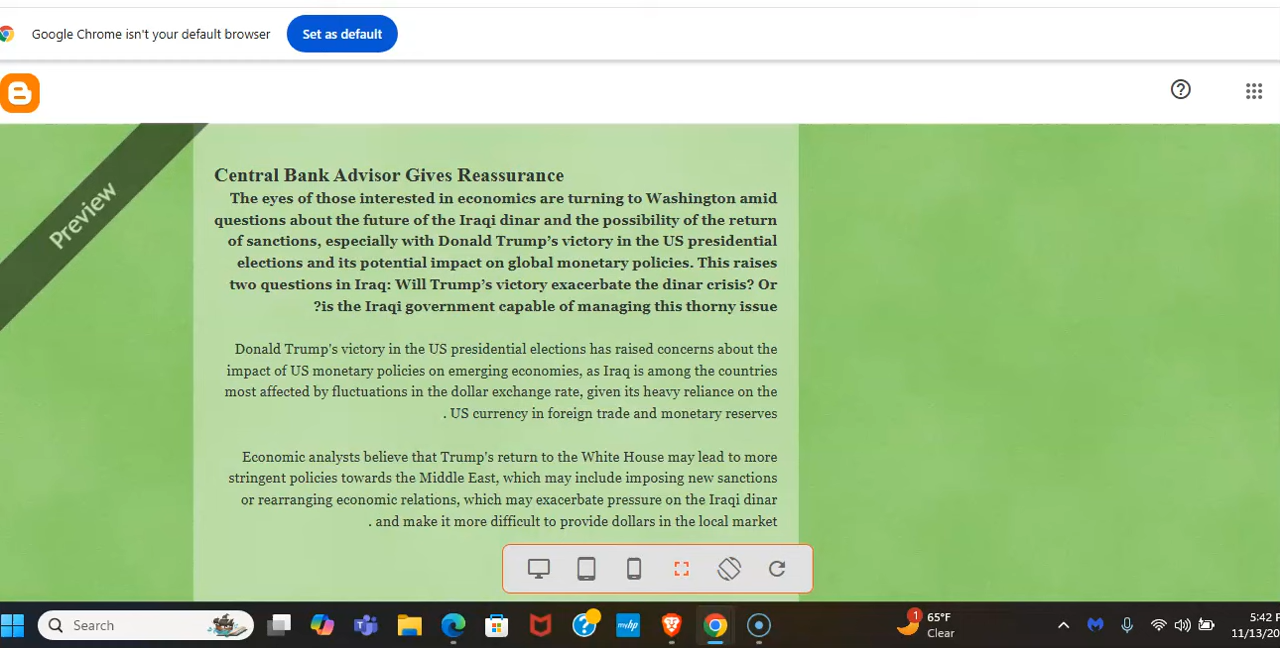 Google Chrome isn't your default browser
Set as default
Preview
Central Bank Advisor Gives Reassurance
The eyes of those interested in economics are turning to Washington amid
questions about the future of the Iraqi dinar and the possibility of the return
of sanctions, especially with Donald Trump's victory in the US presidential
elections and its potential impact on global monetary policies. This raises
two questions in Iraq: Will Trump's victory exacerbate the dinar crisis? Or
?is the Iraqi government capable of managing this thorny issue
Donald Trump's victory in the US presidential elections has raised concerns about the
impact of US monetary policies on emerging economies, as Iraq is among the countries
most affected by fluctuations in the dollar exchange rate, given its heavy reliance on the
. US currency in foreign trade and monetary reserves
Economic analysts believe that Trump's return to the White House may lead to more
stringent policies towards the Middle East, which may include imposing new sanctions
or rearranging economic relations, which may exacerbate pressure on the Iraqi dinar
. and make it more difficult to provide dollars in the local market
Search
myhp
1
65°F
Clear
5:42 P
11/13/20